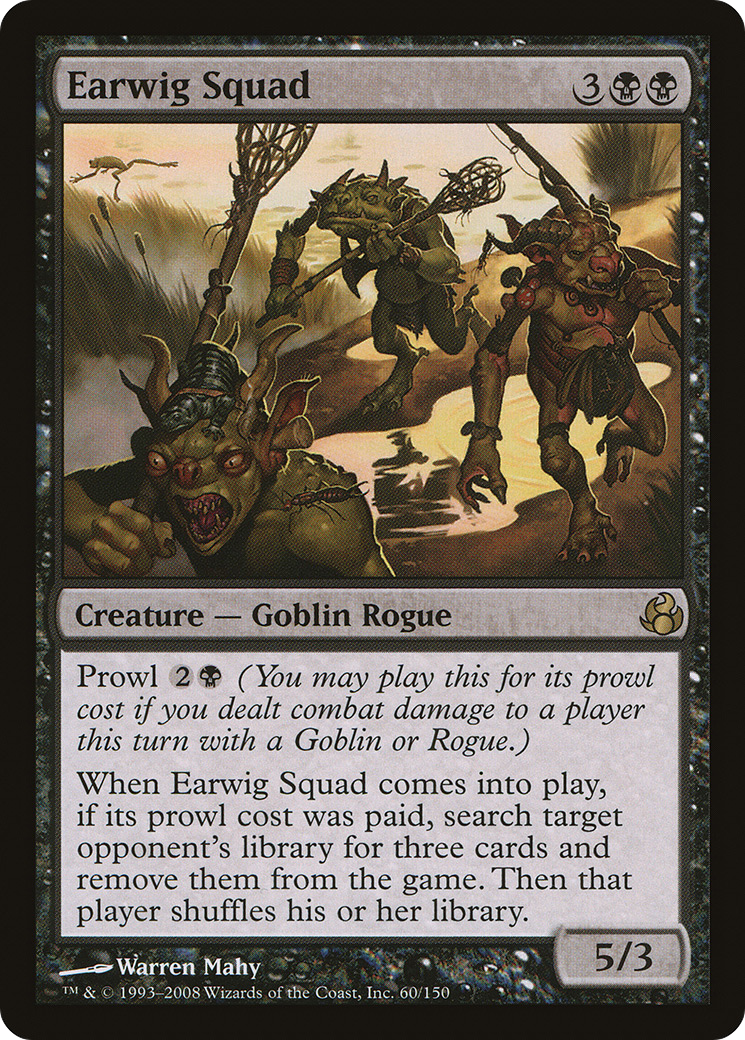 Earwig Squad 3
Creature — Goblin Rogue
Prowl 2 (You may play this for its prowl
cost if you dealt combat damage to a player
this turn with a Goblin or Rogue.)
When Earwig Squad comes into play,
if its prowl cost was paid, search target
opponent's library for three cards and
remove them from the game. Then that
player shuffles his or her library.
5/3
Warren Mahy
™ & © 1993–2008 Wizards of the Coast, Inc. 60/150